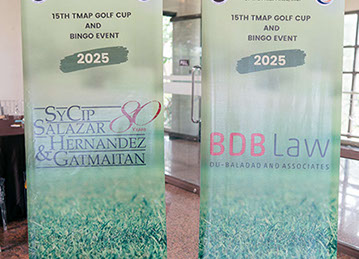 15TH TMAP GOLF CUP
AND
BINGO EVENT
2025
SYCIP
SALAZAR
HERNANDEZ
& GATMAITAN
80
Years
15TH TMAP GOLF CUP
AND
BINGO EVENT
2025
BDB Law
DU-BALADAD AND ASSOCIATES